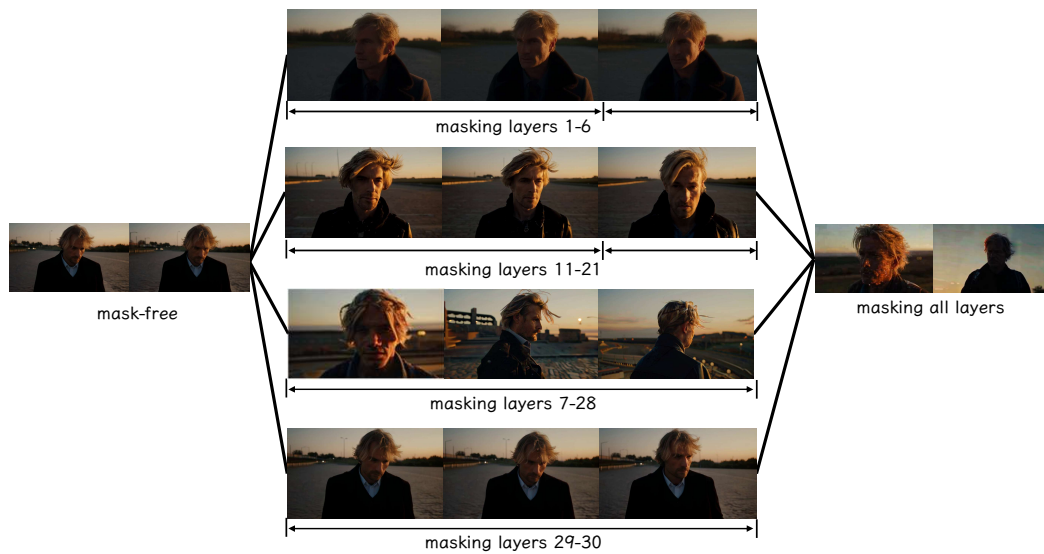 masking layers 1-6
masking layers 11-21
mask-free
masking all layers
masking layers 7-28
masking layers 29-30